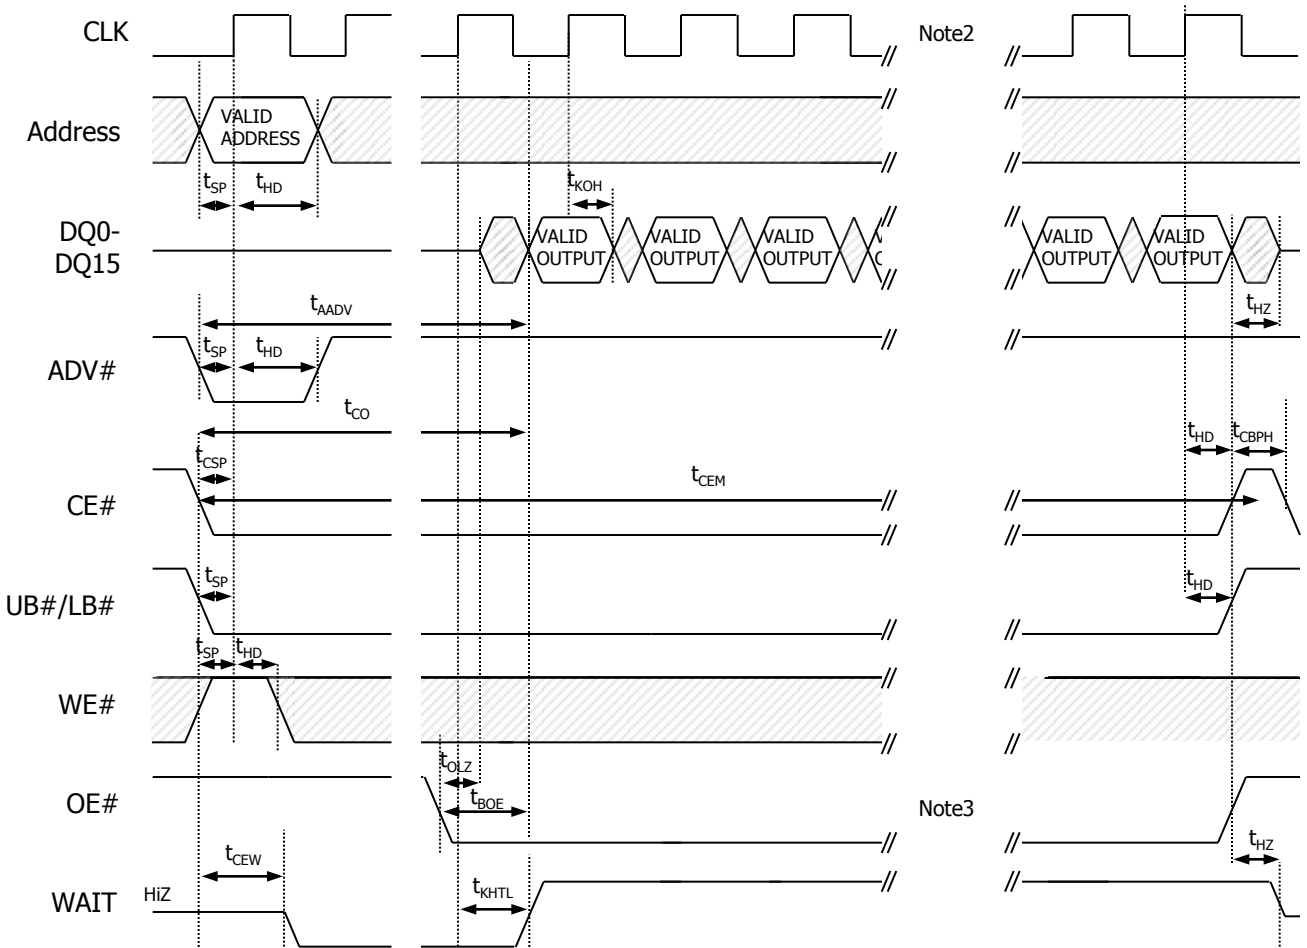 CLK
Note2
Address
VALID
ADDRESS
tSP
tHD
tKOH
DQ0-
DQ15
VALID
OUTPUT
VALID
OUTPUT
VALID
OUTPUT
VALID
OUTPUT
VALID
OUTPUT
tAADV
tHZ
ADV#
tSP
tHD
tCO
tHD
tCBPH
tCSP
tCEM
CE#
tSP
tHD
UB#/LB#
tSP
tHD
WE#
tOLZ
OE#
tBOE
Note3
tCEW
tHZ
WAIT
HiZ
tKHTL